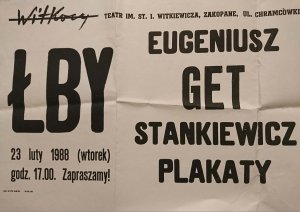 Witkacy
TEATR IM. ST. I. WITKIEWICZA, ZAKOPANE, UL. CHRAMCÓWKI
ŁBY
23 luty 1988 (wtorek)
godz. 17.00. Zapraszamy!
EUGENIUSZ
GET
STANKIEWICZ
PLAKATY